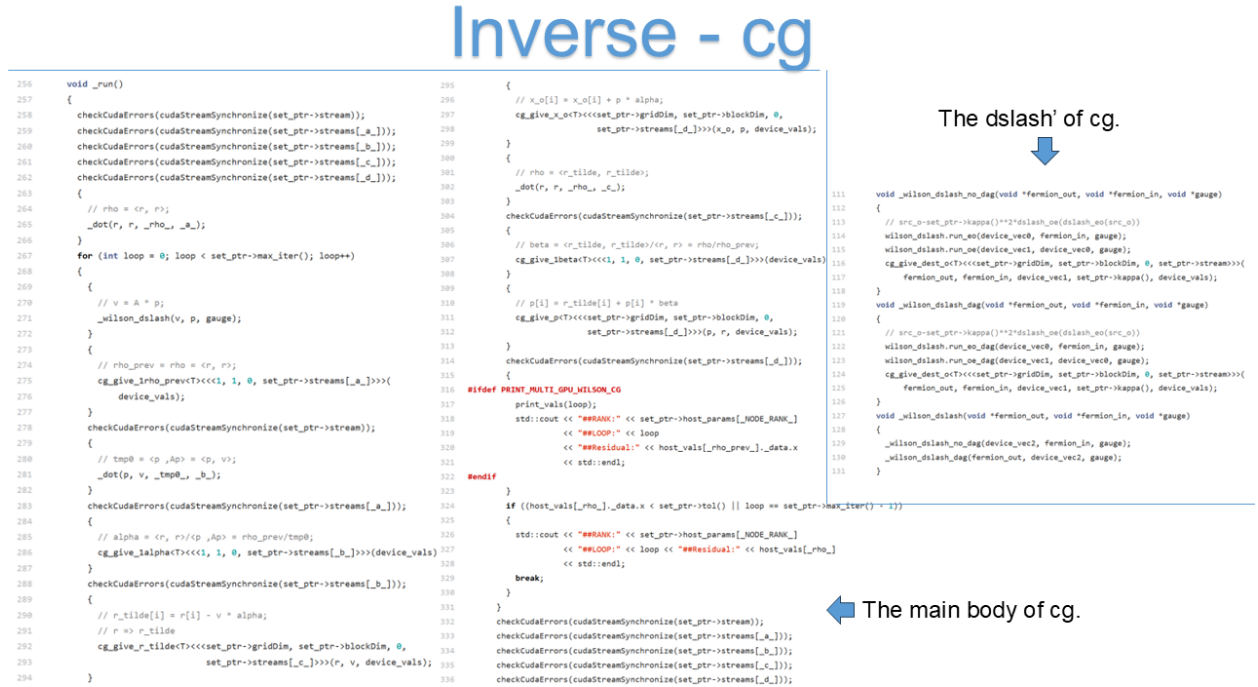 Inverse - cg
256 void _run()
257 {
258 checkCudaErrors(cudaStreamSynchronize(set_ptr->stream));
259 checkCudaErrors(cudaStreamSynchronize(set_ptr->streams[_a_]));
260 checkCudaErrors(cudaStreamSynchronize(set_ptr->streams[_b_]));
261 checkCudaErrors(cudaStreamSynchronize(set_ptr->streams[_c_]));
262 checkCudaErrors(cudaStreamSynchronize(set_ptr->streams[_d_]));
263 {
264 // rho = <r, r>;
265 _dot(r, r, _rho_, _a_);
266 }
267 for (int loop = 0; loop < set_ptr->max_iter(); loop++)
268 {
269 {
270 // v = A * p;
271 _wilson_dslash(v, p, gauge);
272 }
273 {
274 // rho_prev = rho = <r, r>;
275 cg_give_1rho_prev<T><<<1, 1, 0, set_ptr->streams[_a_]>>>(
276 device_vals);
277 }
278 checkCudaErrors(cudaStreamSynchronize(set_ptr->stream));
279 {
280 // tmp0 = <p ,Ap> = <p, v>;
281 _dot(p, v, _tmp0_, _b_);
282 }
283 checkCudaErrors(cudaStreamSynchronize(set_ptr->streams[_a_]));
284 {
285 // alpha = <r, r>/<p ,Ap> = rho_prev/tmp0;
286 cg_give_1alpha<T><<<1, 1, 0, set_ptr->streams[_b_]>>>(device_vals)
287 }
288 checkCudaErrors(cudaStreamSynchronize(set_ptr->streams[_b_]));
289 {
290 // r_tilde[i] = r[i] - v * alpha;
291 // r => r_tilde
292 cg_give_r_tilde<T><<<set_ptr->gridDim, set_ptr->blockDim, 0,
293 set_ptr->streams[_c_]>>>(r, v, device_vals);
294 }
295 {
296 // x_o[i] = x_o[i] + p * alpha;
297 cg_give_x_o<T><<<set_ptr->gridDim, set_ptr->blockDim, 0,
298 set_ptr->streams[_d_]>>>(x_o, p, device_vals);
299 }
300 {
301 // rho = <r_tilde, r_tilde>;
302 _dot(r, r, _rho_, _c_);
303 }
304 checkCudaErrors(cudaStreamSynchronize(set_ptr->streams[_c_]));
305 {
306 // beta = <r_tilde, r_tilde>/<r, r> = rho/rho_prev;
307 cg_give_1beta<T><<<1, 1, 0, set_ptr->streams[_d_]>>>(device_vals)
308 }
309 {
310 // p[i] = r_tilde[i] + p[i] * beta
311 cg_give_p<T><<<set_ptr->gridDim, set_ptr->blockDim, 0,
312 set_ptr->streams[_d_]>>>(p, r, device_vals);
313 }
314 checkCudaErrors(cudaStreamSynchronize(set_ptr->streams[_d_]));
315 {
316 #ifdef PRINT_MULTI_GPU_WILSON_CG
317 print_vals(loop);
318 std::cout << "##RANK:" << set_ptr->host_params[_NODE_RANK_]
319 << "##LOOP:" << loop
320 << "##Residual:" << host_vals[_rho_prev_]._data.x
321 << std::endl;
322 #endif
323 }
324 if ((host_vals[_rho_]._data.x < set_ptr->tol() || loop == set_ptr->max_iter() - 1))
325 {
326 std::cout << "##RANK:" << set_ptr->host_params[_NODE_RANK_]
327 << "##LOOP:" << loop << "##Residual:" << host_vals[_rho_]
328 << std::endl;
329 break;
330 }
331 }
332 checkCudaErrors(cudaStreamSynchronize(set_ptr->stream));
333 checkCudaErrors(cudaStreamSynchronize(set_ptr->streams[_a_]));
334 checkCudaErrors(cudaStreamSynchronize(set_ptr->streams[_b_]));
335 checkCudaErrors(cudaStreamSynchronize(set_ptr->streams[_c_]));
336 checkCudaErrors(cudaStreamSynchronize(set_ptr->streams[_d_]));
The dslash' of cg.
111 void _wilson_dslash_no_dag(void *fermion_out, void *fermion_in, void *gauge)
112 {
113 // src_o-set_ptr->kappa()**2*dslash_oe(dslash_eo(src_o))
114 wilson_dslash.run_eo(device_vec0, fermion_in, gauge);
115 wilson_dslash.run_oe(device_vec1, device_vec0, gauge);
116 cg_give_dest_o<T><<<set_ptr->gridDim, set_ptr->blockDim, 0, set_ptr->stream>>>(
117 fermion_out, fermion_in, device_vec1, set_ptr->kappa(), device_vals);
118 }
119 void _wilson_dslash_dag(void *fermion_out, void *fermion_in, void *gauge)
120 {
121 // src_o-set_ptr->kappa()**2*dslash_oe(dslash_eo(src_o))
122 wilson_dslash.run_eo_dag(device_vec0, fermion_in, gauge);
123 wilson_dslash.run_oe_dag(device_vec1, device_vec0, gauge);
124 cg_give_dest_o<T><<<set_ptr->gridDim, set_ptr->blockDim, 0, set_ptr->stream>>>(
125 fermion_out, fermion_in, device_vec1, set_ptr->kappa(), device_vals);
126 }
127 void _wilson_dslash(void *fermion_out, void *fermion_in, void *gauge)
128 {
129 _wilson_dslash_no_dag(device_vec2, fermion_in, gauge);
130 _wilson_dslash_dag(fermion_out, device_vec2, gauge);
131 }
The main body of cg.